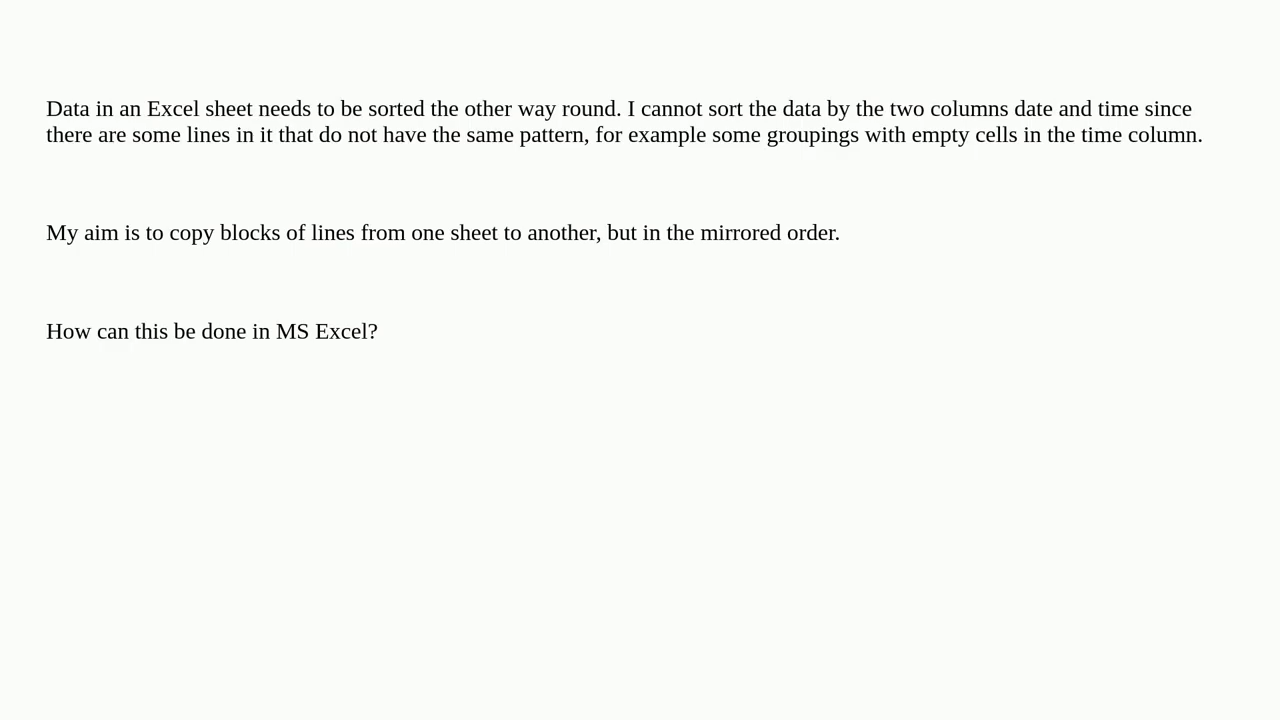 Data in an Excel sheet needs to be sorted the other way round. I cannot sort the data by the two columns date and time since
there are some lines in it that do not have the same pattern, for example some groupings with empty cells in the time column.
My aim is to copy blocks of lines from one sheet to another, but in the mirrored order.
How can this be done in MS Excel?